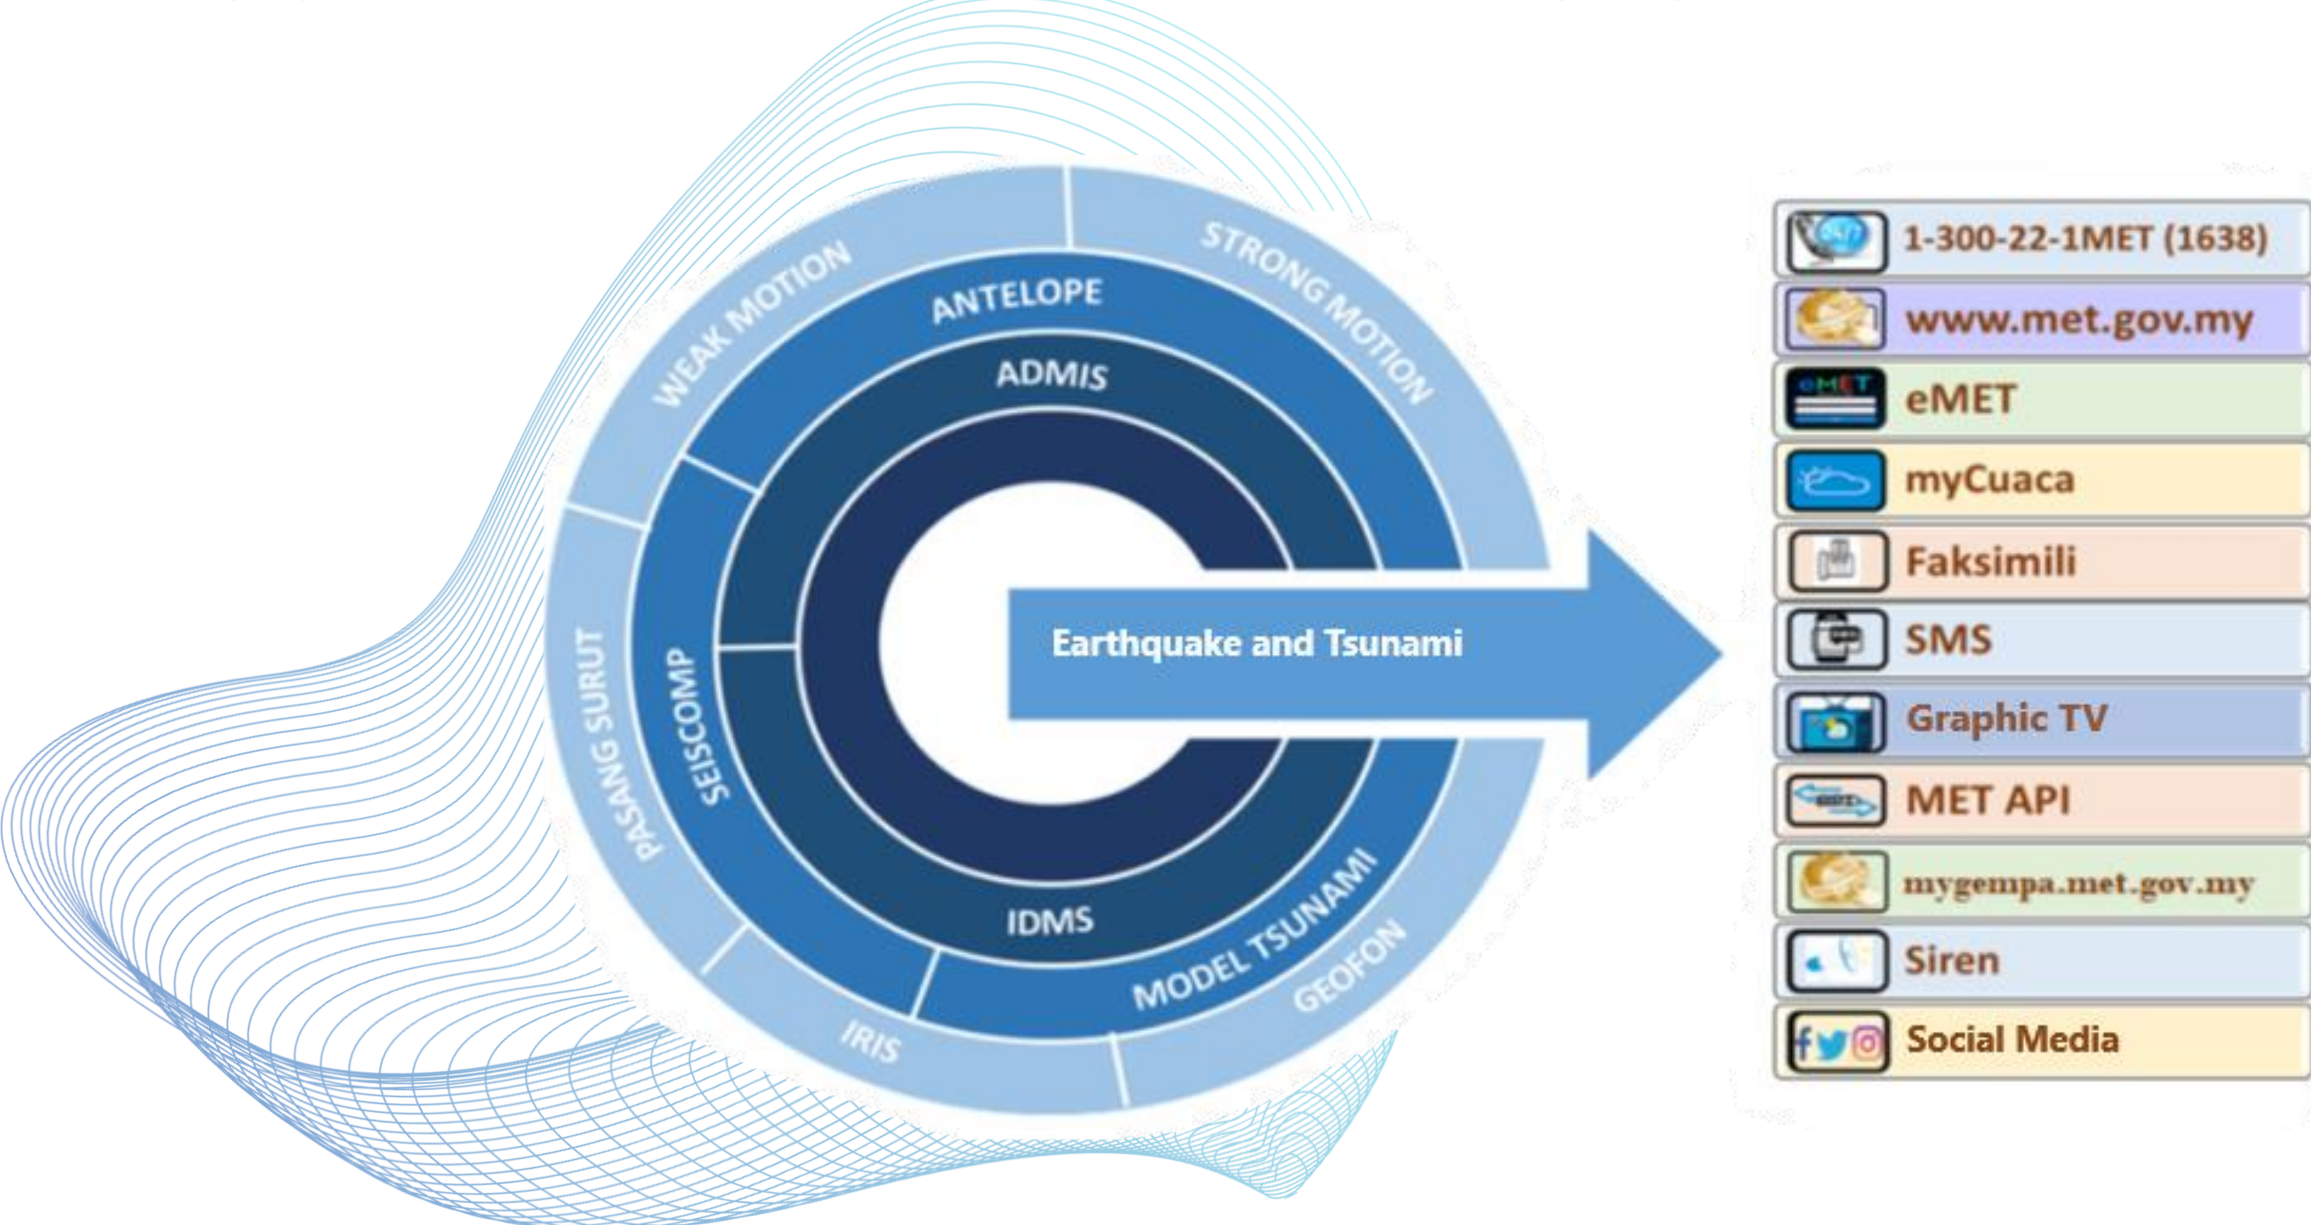 WEAK MOTION
STRONG MOTION
ANTELOPE
ADMIS
PASANG SURUT
SEISCOMP
Earthquake and Tsunami
IDMS
MODEL TSUNAMI
GEOFON
IRIS
1-300-22-1MET (1638)
www.met.gov.my
eMET
eMET
myCuaca
Faksimili
SMS
Graphic TV
MET API
mygempa.met.gov.my
Siren
Social Media